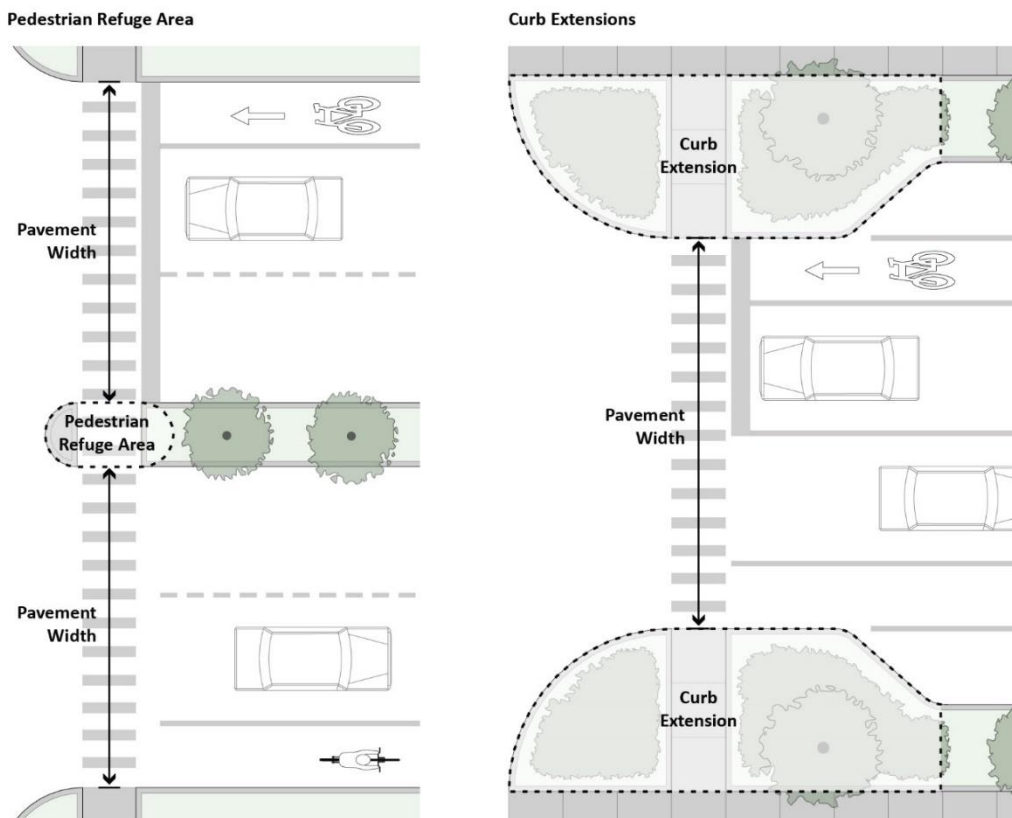 Pedestrian Refuge Area
Pavement
Width
Pedestrian
Refuge Area
Pavement
Width
Curb Extensions
Curb
Extension
Pavement
Width
Curb
Extension